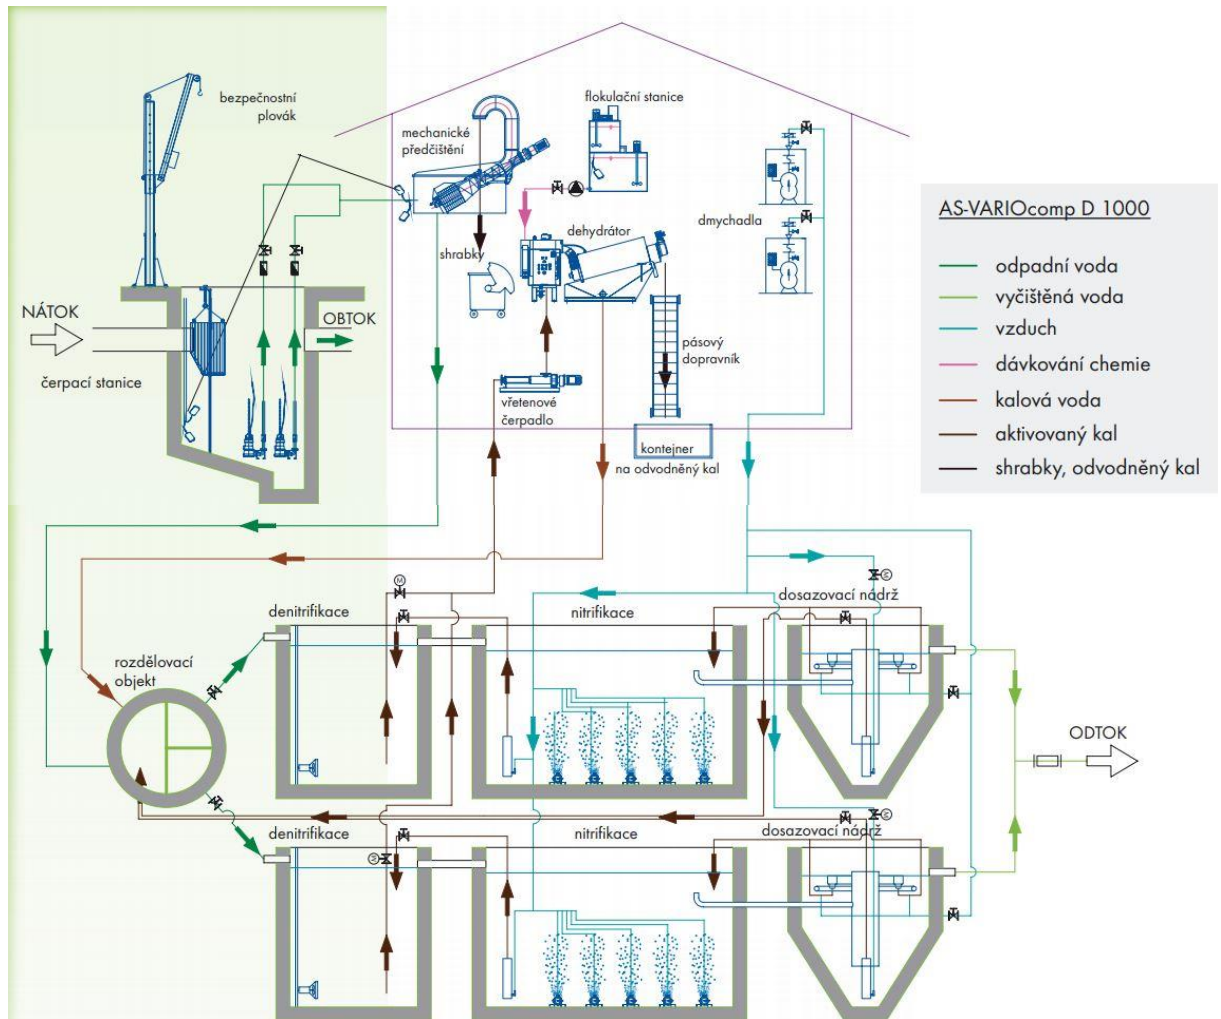 bezpečnostní
plovák
mechanické
předčištění
flokulační stanice
dmychadla
dehydrátor
shrabky
NÁTOK
OBTOK
čerpací stanice
pásový
dopravník
vřetenové
čerpadlo
kontejner
na odvodněný kal
AS-VARIOcomp D 1000
odpadní voda
vyčištěná voda
vzduch
dávkování chemie
kalová voda
aktivovaný kal
shrabky, odvodněný kal
M
M
denitrifikace
nitrifikace
dosazovací nádrž
rozdělovací
objekt
ODTOK
denitrifikace
nitrifikace
dosazovací nádrž
M
M